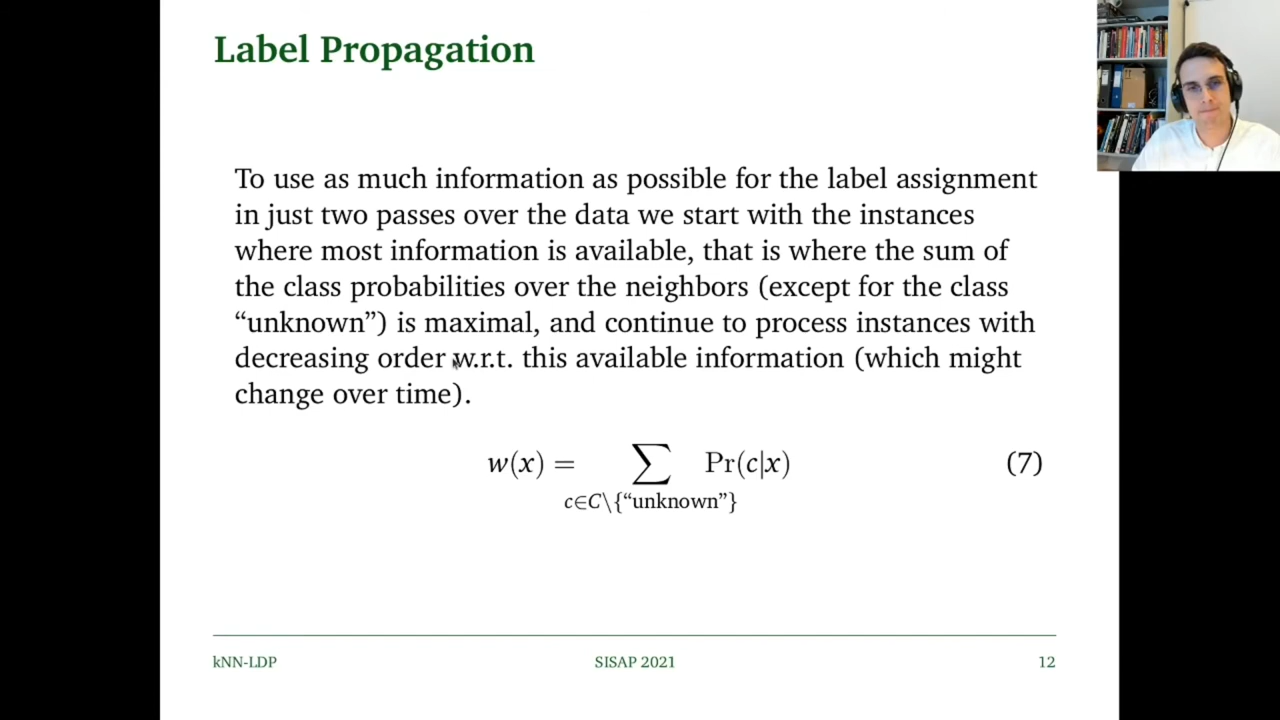 Label Propagation
To use as much information as possible for the label assignment
in just two passes over the data we start with the instances
where most information is available, that is where the sum of
the class probabilities over the neighbors (except for the class
“unknown”) is maximal, and continue to process instances with
decreasing order w.r.t. this available information (which might
change over time).
w(x) = ∑ Pr(c|x) (7)
c∈C\{“unknown”}
kNN-LDP SISAP 2021 12